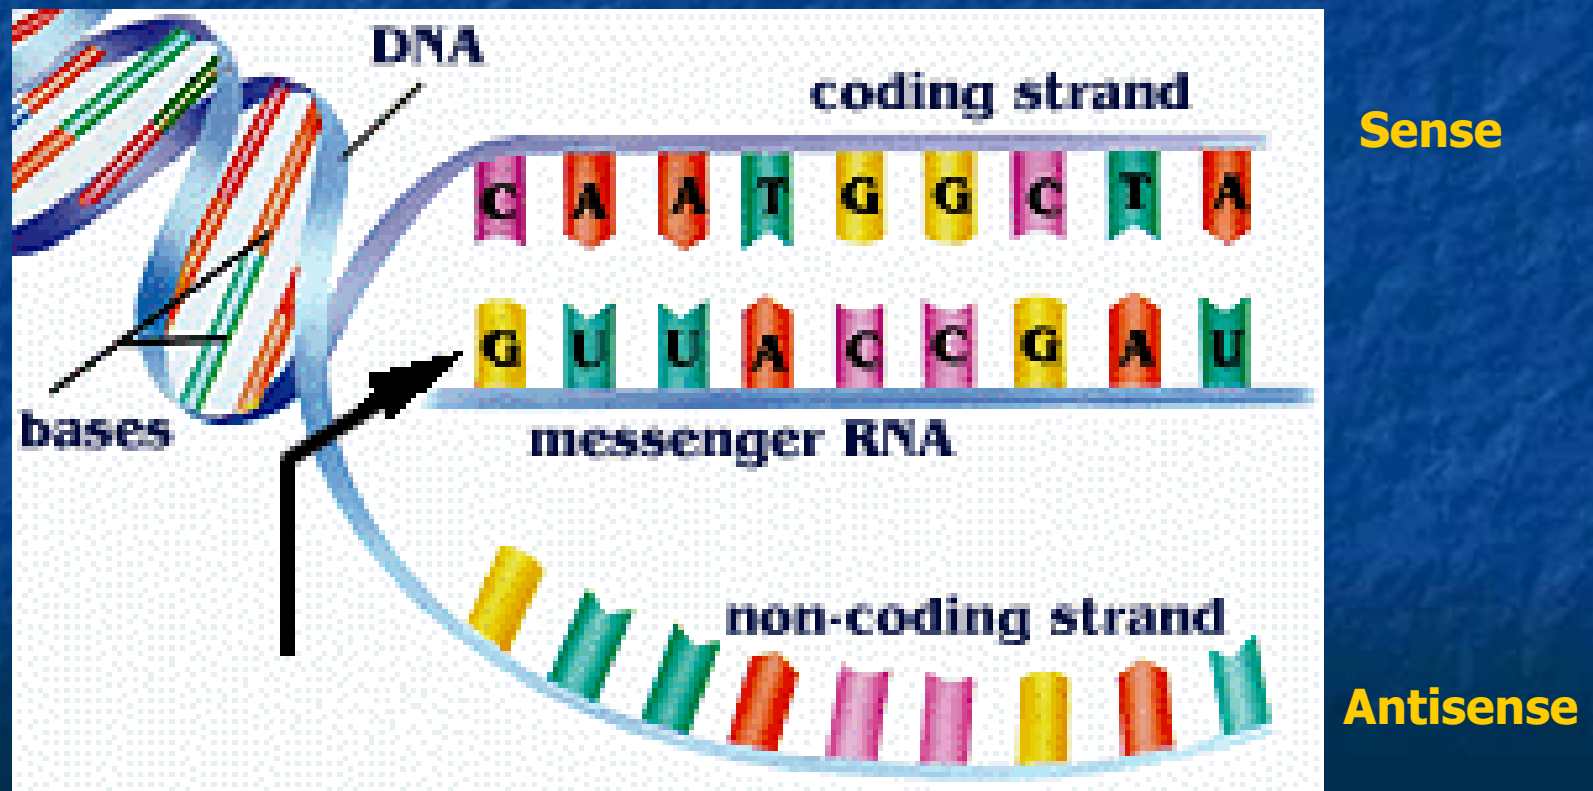 DNA
coding strand
Sense
C A A T G G C T A
G U U A C C G A U
bases
messenger RNA
non-coding strand
Antisense